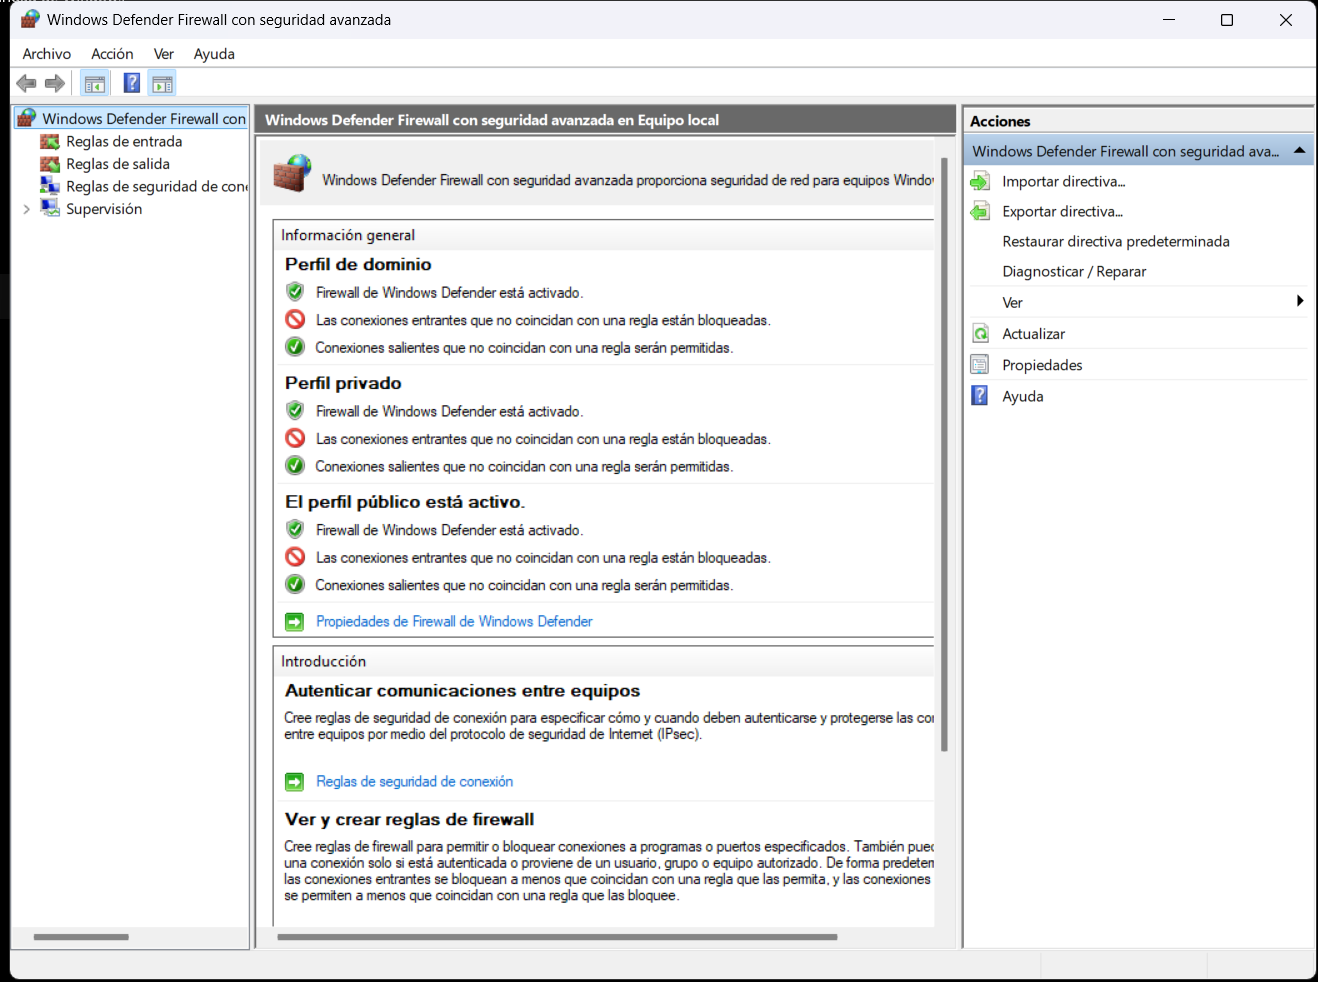 Windows Defender Firewall con seguridad avanzada
Archivo Acción Ver Ayuda
Windows Defender Firewall con
Reglas de entrada
Reglas de salida
Reglas de seguridad de con
Supervisión
Windows Defender Firewall con seguridad avanzada en Equipo local
Windows Defender Firewall con seguridad avanzada proporciona seguridad de red para equipos Windo
Información general
Perfil de dominio
Firewall de Windows Defender está activado.
Las conexiones entrantes que no coincidan con una regla están bloqueadas.
Conexiones salientes que no coincidan con una regla serán permitidas.
Perfil privado
Firewall de Windows Defender está activado.
Las conexiones entrantes que no coincidan con una regla están bloqueadas.
Conexiones salientes que no coincidan con una regla serán permitidas.
El perfil público está activo.
Firewall de Windows Defender está activado.
Las conexiones entrantes que no coincidan con una regla están bloqueadas.
Conexiones salientes que no coincidan con una regla serán permitidas.
Propiedades de Firewall de Windows Defender
Introducción
Autenticar comunicaciones entre equipos
Cree reglas de seguridad de conexión para especificar cómo y cuando deben autenticarse y protegerse las co
entre equipos por medio del protocolo de seguridad de Internet (IPsec).
Reglas de seguridad de conexión
Ver y crear reglas de firewall
Cree reglas de firewall para permitir o bloquear conexiones a programas o puertos especificados. También pued
una conexión solo si está autenticada o proviene de un usuario, grupo o equipo autorizado. De forma predeter
las conexiones entrantes se bloquean a menos que coincidan con una regla que las permita, y las conexiones
se permiten a menos que coincidan con una regla que las bloquee.
Acciones
Windows Defender Firewall con seguridad ava...
Importar directiva...
Exportar directiva...
Restaurar directiva predeterminada
Diagnosticar / Reparar
Ver
Actualizar
Propiedades
Ayuda